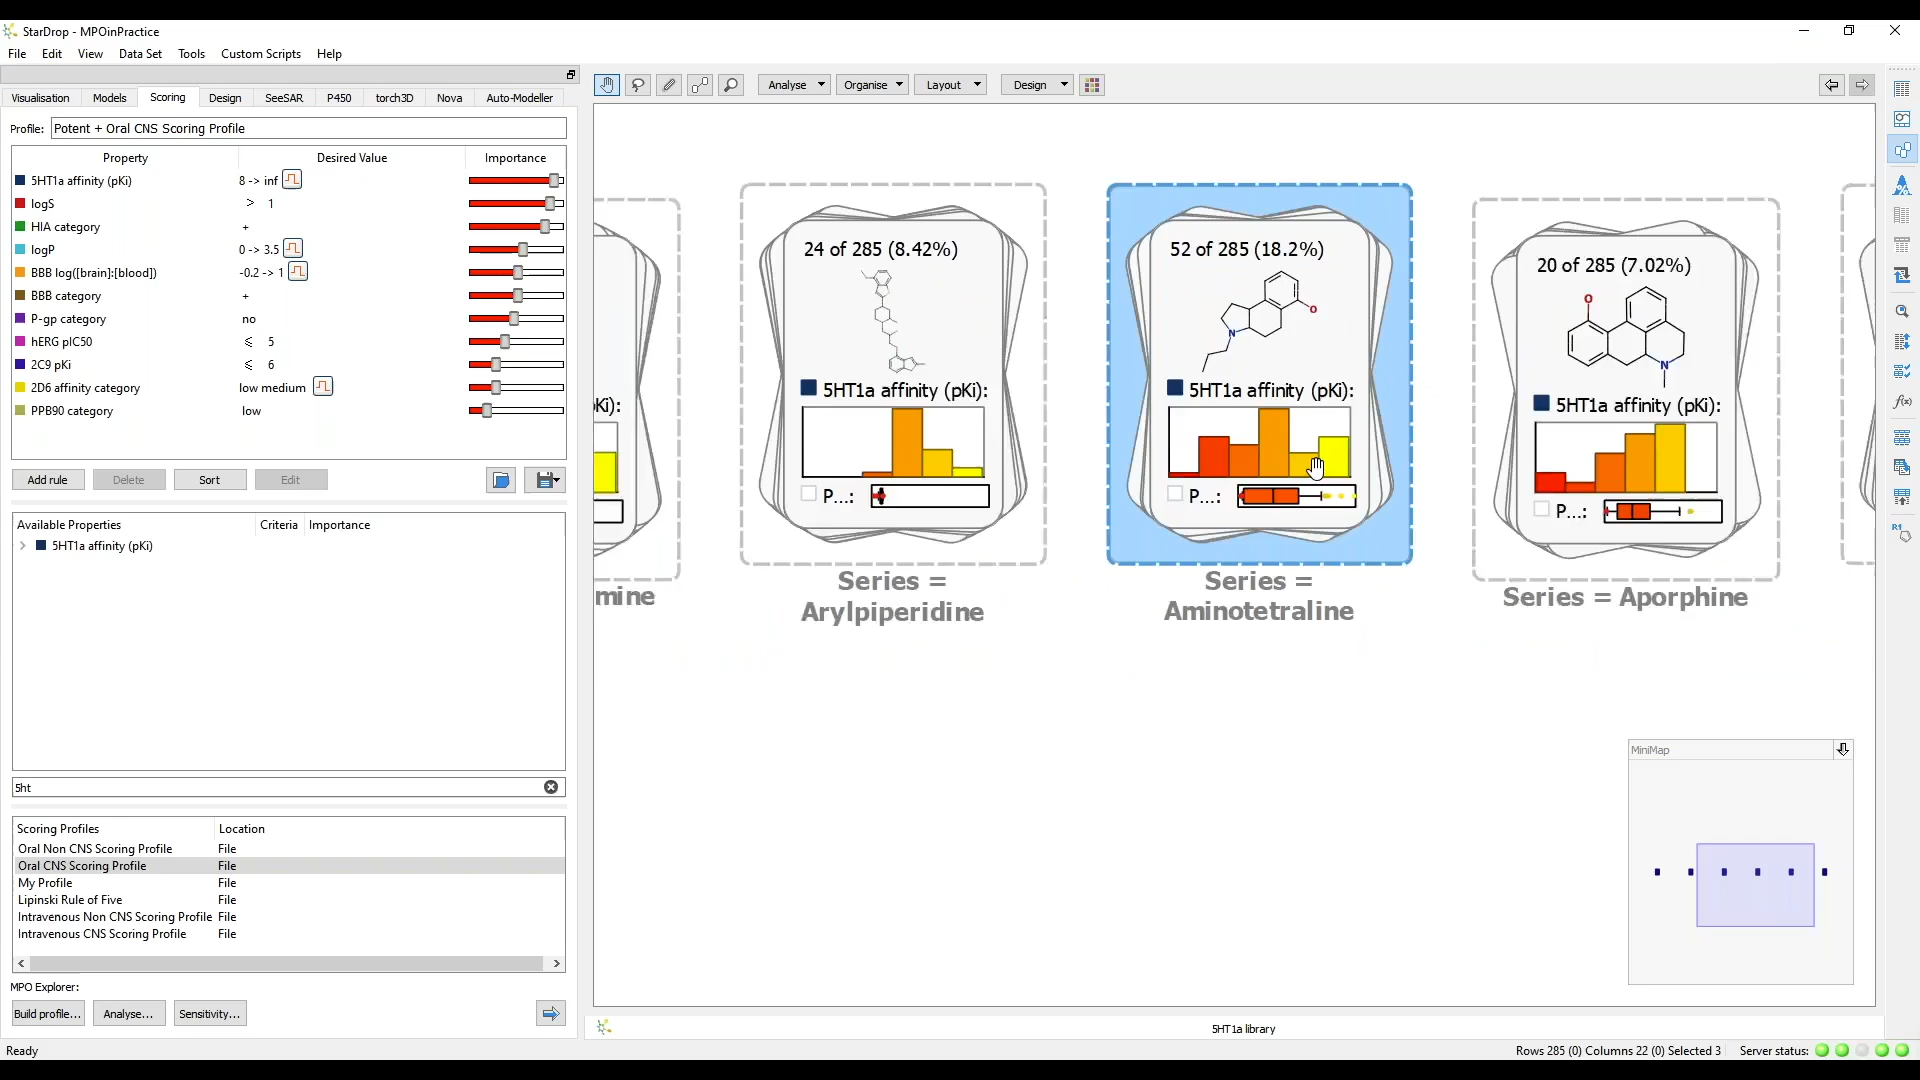 StarDrop - MPOinPractice
File Edit View Data Set Tools Custom Scripts Help
Visualisation Models Scoring Design SeeSAR P450 torch3D Nova Auto-Modeller
Profile: Potent + Oral CNS Scoring Profile
Property Desired Value Importance
5HT1a affinity (pKi) 8 -> inf
logS > 1
HIA category +
logP 0 -> 3.5
BBB log([brain]:[blood]) -0.2 -> 1
BBB category +
P-gp category no
hERG pIC50 ≤ 5
2C9 pKi ≤ 6
2D6 affinity category low medium
PPB90 category low
Add rule Delete Sort Edit
Available Properties Criteria Importance
5HT1a affinity (pKi)
5ht
Scoring Profiles Location
Oral Non CNS Scoring Profile File
Oral CNS Scoring Profile File
My Profile File
Lipinski Rule of Five File
Intravenous Non CNS Scoring Profile File
Intravenous CNS Scoring Profile File
MPO Explorer:
Build profile... Analyse... Sensitivity...
Ready
Analyse Organise Layout Design
(Ki):
mine
24 of 285 (8.42%)
5HT1a affinity (pKi):
P...:
Series =
Arylpiperidine
52 of 285 (18.2%)
O
N
5HT1a affinity (pKi):
P...:
Series =
Aminotetraline
20 of 285 (7.02%)
O
N
5HT1a affinity (pKi):
P...:
Series = Aporphine
MiniMap
5HT1a library
Rows 285 (0) Columns 22 (0) Selected 3 Server status:
f(x)
R1